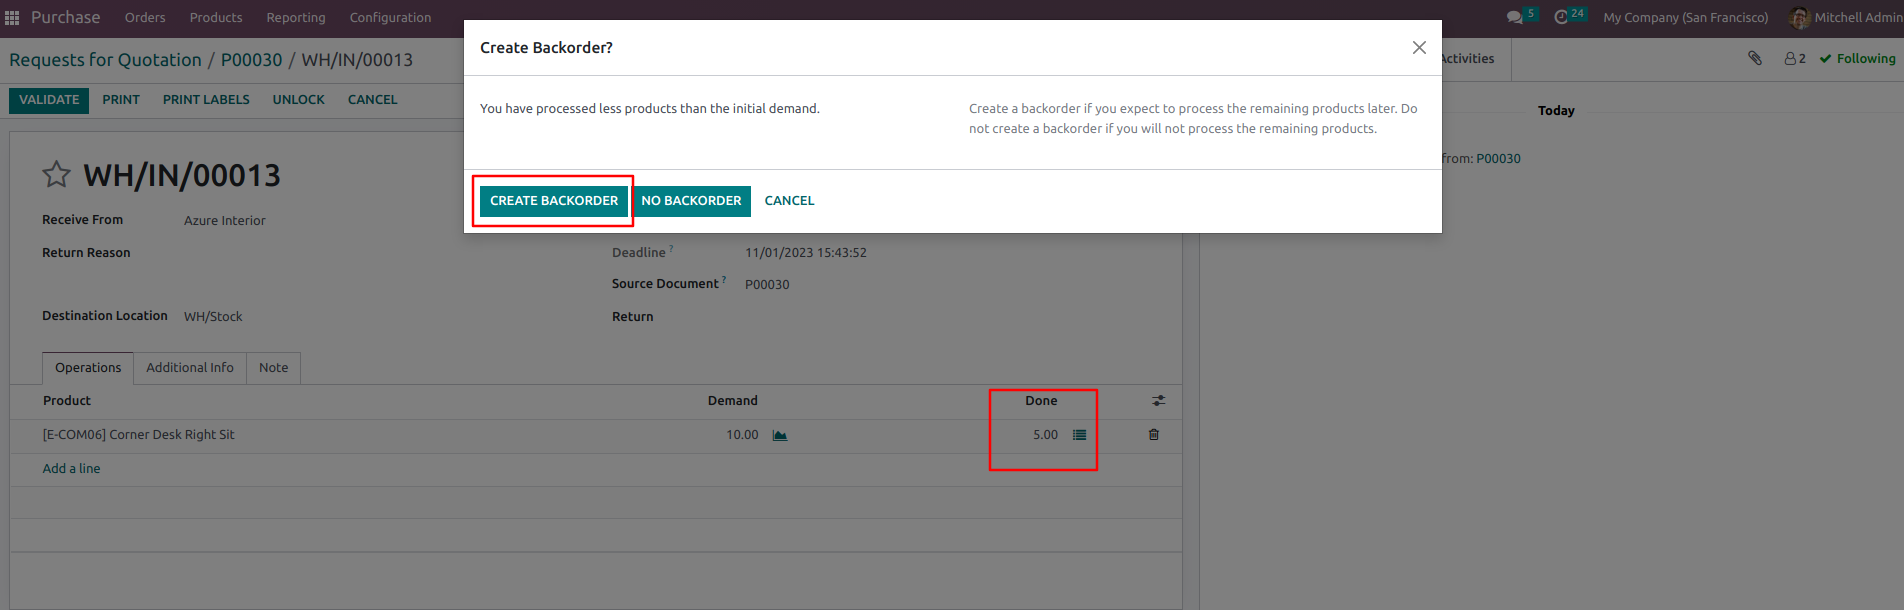 Purchase Orders Products Reporting Configuration
5 24 My Company (San Francisco) Mitchell Admin
Requests for Quotation / P00030 / WH/IN/00013
Activities 2 Following
VALIDATE PRINT PRINT LABELS UNLOCK CANCEL
Create Backorder?
You have processed less products than the initial demand.
Create a backorder if you expect to process the remaining products later. Do
not create a backorder if you will not process the remaining products.
CREATE BACKORDER NO BACKORDER CANCEL
Today
from: P00030
WH/IN/00013
Receive From Azure Interior
Return Reason
Deadline ? 11/01/2023 15:43:52
Source Document ? P00030
Destination Location WH/Stock
Return
Operations Additional Info Note
Product Demand Done
[E-COM06] Corner Desk Right Sit 10.00 5.00
Add a line